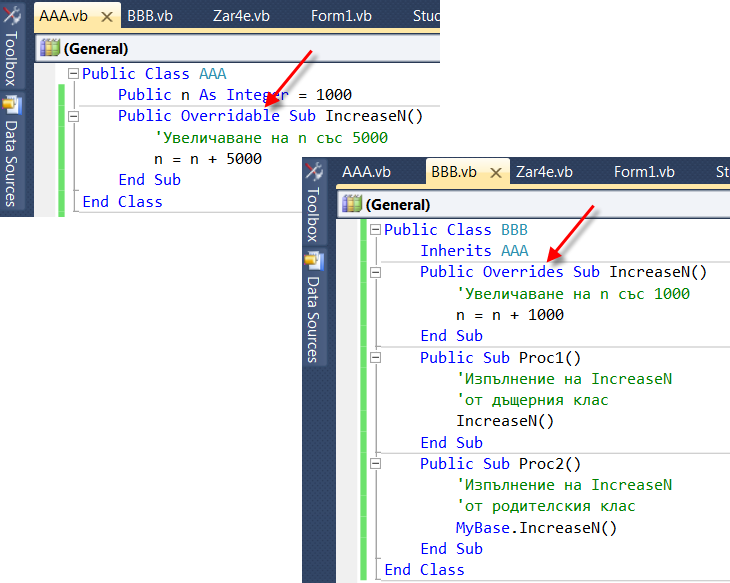 AAA.vb
BBB.vb
Zar4e.vb
Form1.vb
Stud
Toolbox
Data Sources
(General)
Public Class AAA
Public n As Integer = 1000
Public Overridable Sub IncreaseN()
'Увеличаване на n със 5000
n = n + 5000
End Sub
End Class
AAA.vb
BBB.vb
Zar4e.vb
Form1.vb
St
Toolbox
Data Sources
(General)
Public Class BBB
Inherits AAA
Public Overrides Sub IncreaseN()
'Увеличаване на n със 1000
n = n + 1000
End Sub
Public Sub Proc1()
'Изпълнение на IncreaseN
'от дъщерния клас
IncreaseN()
End Sub
Public Sub Proc2()
'Изпълнение на IncreaseN
'от родителския клас
MyBase.IncreaseN()
End Sub
End Class